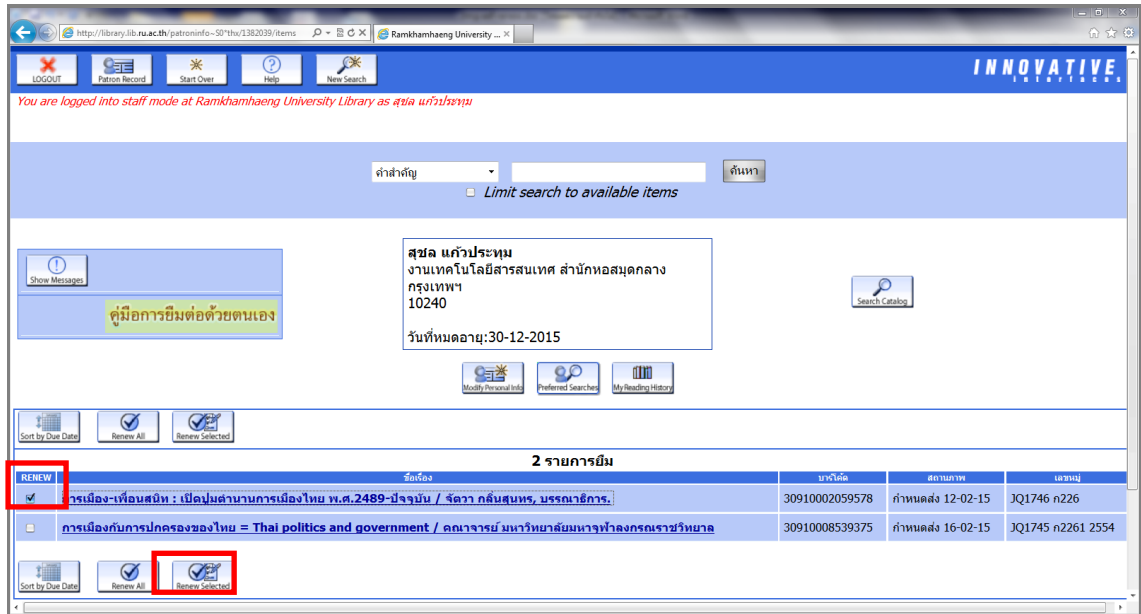 http://library.lib.ru.ac.th/patroninfo~S0*thx/1382039/items
Ramkhamhaeng University ...
LOGOUT
Patron Record
Start Over
Help
New Search
INNOVATIVE
interfaces
You are logged into staff mode at Ramkhamhaeng University Library as สุชล แก้วประทุม
คำสำคัญ
ค้นหา
Limit search to available items
Show Messages
คู่มือการยืมต่อด้วยตนเอง
สุชล แก้วประทุม
งานเทคโนโลยีสารสนเทศ สำนักหอสมุดกลาง
กรุงเทพฯ
10240
วันที่หมดอายุ:30-12-2015
Search Catalog
Modify Personal Info
Preferred Searches
My Reading History
Sort by Due Date
Renew All
Renew Selected
2 รายการยืม
RENEW ชื่อเรื่อง บาร์โค้ด สถานภาพ เลขหมู่
การเมือง-เพื่อนสนิท : เปิดปูมตำนานการเมืองไทย พ.ศ.2489-ปัจจุบัน / จัตวา กลิ่นสุนทร, บรรณาธิการ. 30910002059578 กำหนดส่ง 12-02-15 JQ1746 ก226
การเมืองกับการปกครองของไทย = Thai politics and government / คณาจารย์ มหาวิทยาลัยมหาจุฬาลงกรณราชวิทยาล 30910008539375 กำหนดส่ง 16-02-15 JQ1745 ก2261 2554
Sort by Due Date
Renew All
Renew Selected